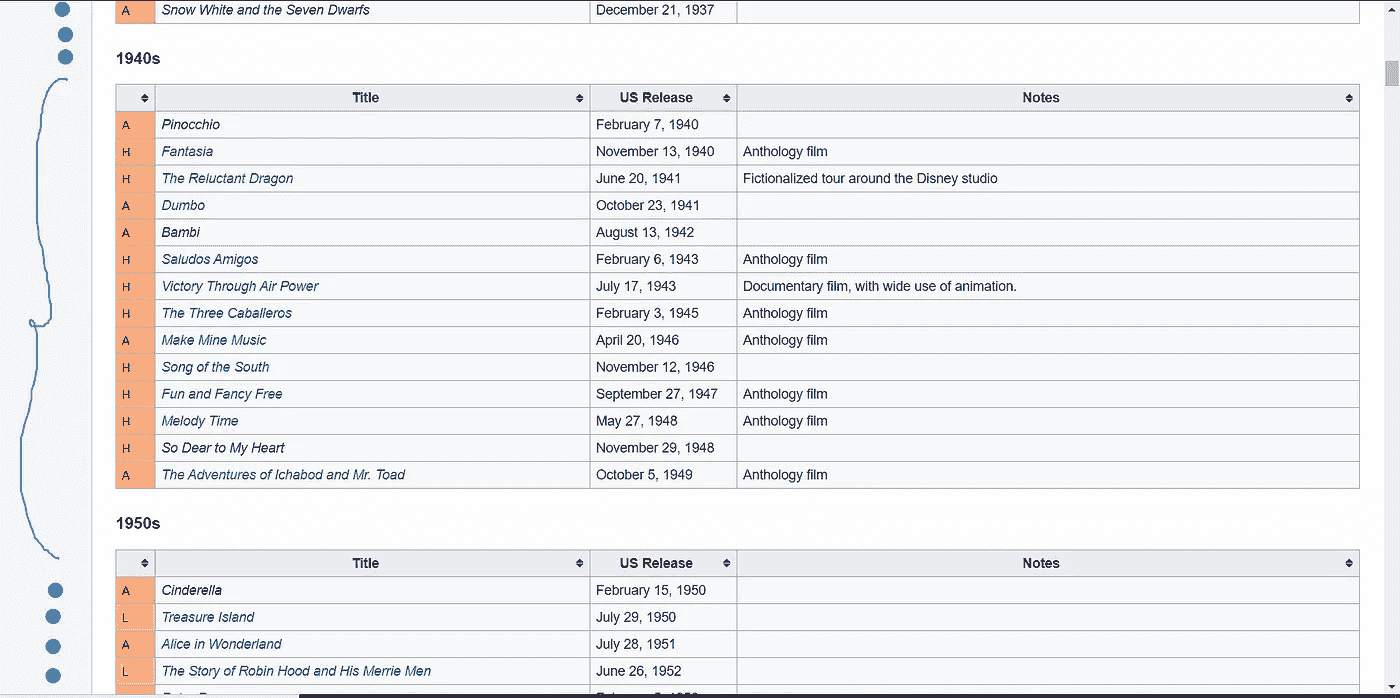 A Snow White and the Seven Dwarfs December 21, 1937
1940s
Title US Release Notes
A Pinocchio February 7, 1940
H Fantasia November 13, 1940 Anthology film
H The Reluctant Dragon June 20, 1941 Fictionalized tour around the Disney studio
A Dumbo October 23, 1941
A Bambi August 13, 1942
H Saludos Amigos February 6, 1943 Anthology film
H Victory Through Air Power July 17, 1943 Documentary film, with wide use of animation.
H The Three Caballeros February 3, 1945 Anthology film
A Make Mine Music April 20, 1946 Anthology film
H Song of the South November 12, 1946
H Fun and Fancy Free September 27, 1947 Anthology film
H Melody Time May 27, 1948 Anthology film
H So Dear to My Heart November 29, 1948
A The Adventures of Ichabod and Mr. Toad October 5, 1949 Anthology film
1950s
Title US Release Notes
A Cinderella February 15, 1950
L Treasure Island July 29, 1950
A Alice in Wonderland July 28, 1951
L The Story of Robin Hood and His Merrie Men June 26, 1952